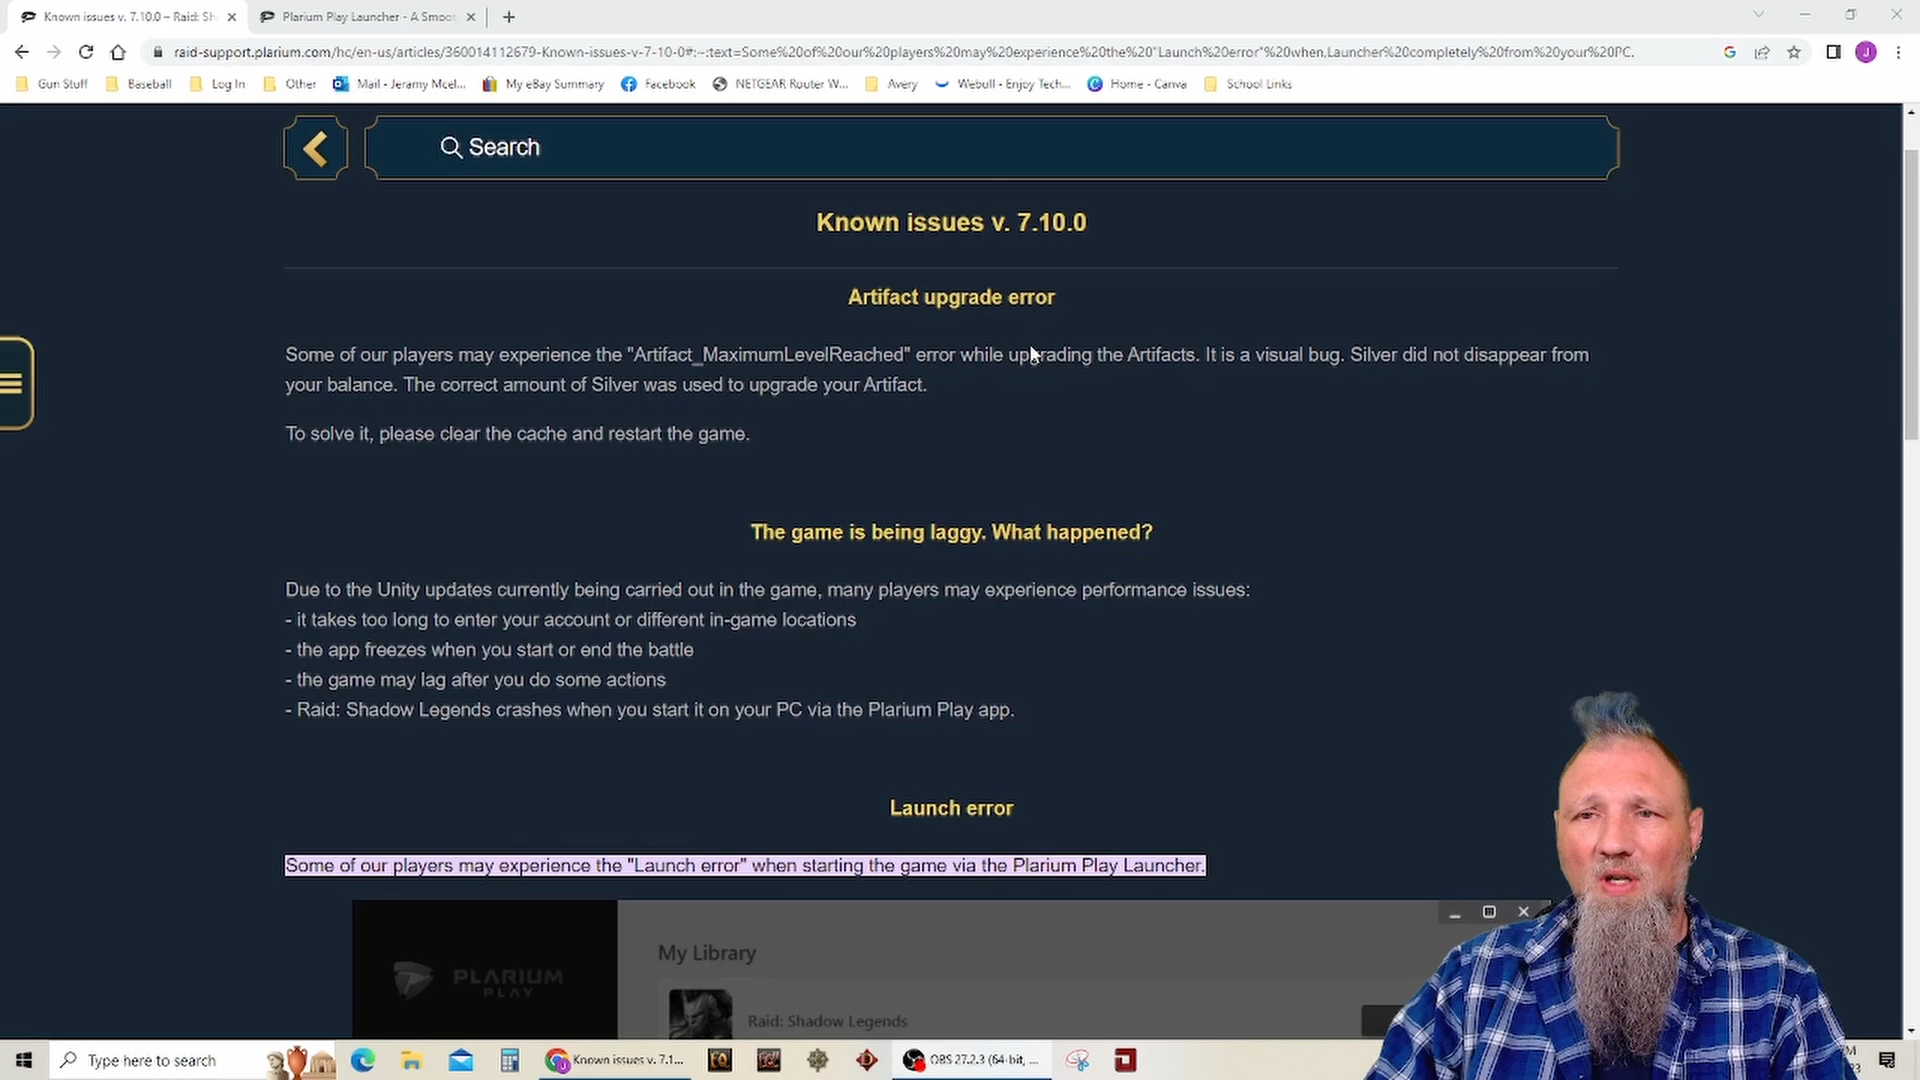 Known issues v. 7.10.0 – Raid: Sh
Plarium Play Launcher - A Smoot
raid-support.plarium.com/hc/en-us/articles/360014112679-Known-issues-v-7-10-0#:~:text=Some%20of%20our%20players%20may%20experience%20the%20"Launch%20error"%20when,Launcher%20completely%20from%20your%20PC.
J
Gun Stuff
Baseball
Log In
Other
Mail - Jeramy Mcel...
My eBay Summary
Facebook
NETGEAR Router W...
Avery
Webull - Enjoy Tech...
Home - Canva
School Links
Search
Known issues v. 7.10.0
Artifact upgrade error
Some of our players may experience the "Artifact_MaximumLevelReached" error while upgrading the Artifacts. It is a visual bug. Silver did not disappear from
your balance. The correct amount of Silver was used to upgrade your Artifact.
To solve it, please clear the cache and restart the game.
The game is being laggy. What happened?
Due to the Unity updates currently being carried out in the game, many players may experience performance issues:
- it takes too long to enter your account or different in-game locations
- the app freezes when you start or end the battle
- the game may lag after you do some actions
- Raid: Shadow Legends crashes when you start it on your PC via the Plarium Play app.
Launch error
Some of our players may experience the "Launch error" when starting the game via the Plarium Play Launcher.
PLARIUM
PLAY
My Library
Raid: Shadow Legends
Type here to search
Known issues v. 7.1...
OBS 27.2.3 (64-bit, ...